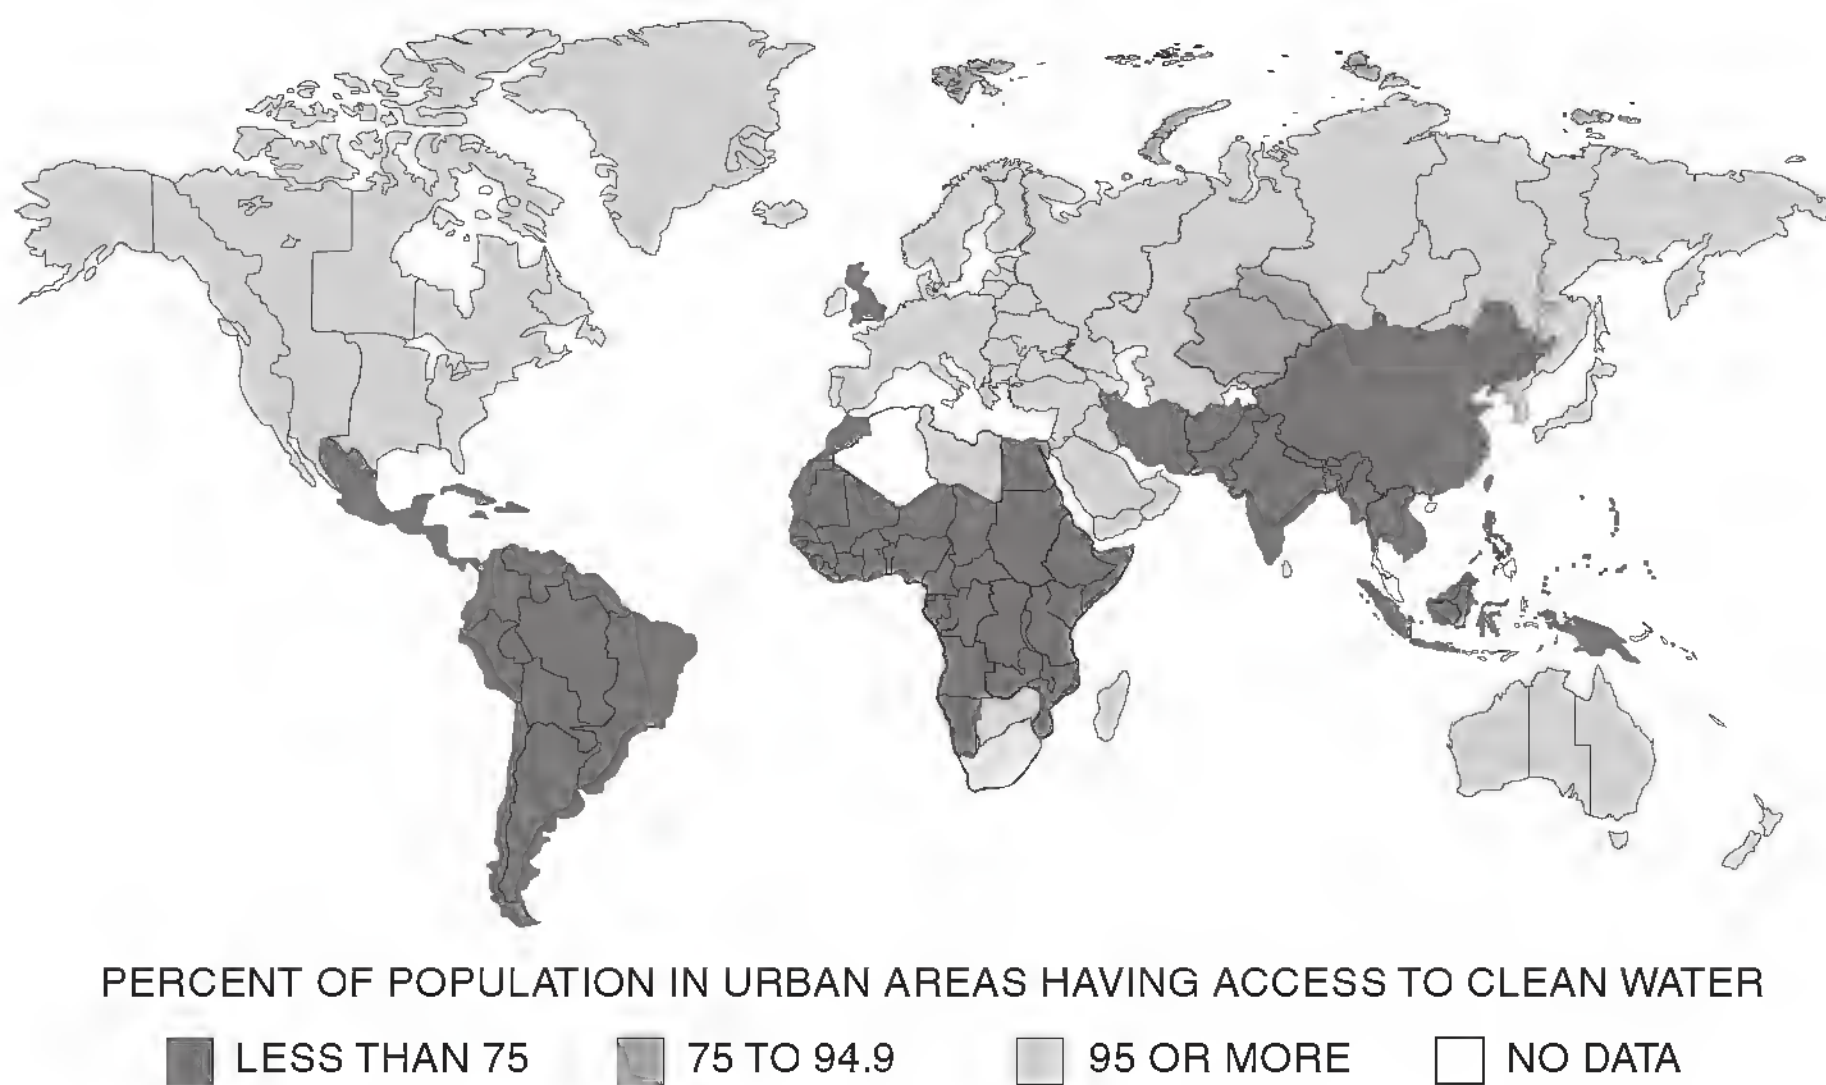 PERCENT OF POPULATION IN URBAN AREAS HAVING ACCESS TO CLEAN WATER
LESS THAN 75 75 TO 94.9 95 OR MORE NO DATA